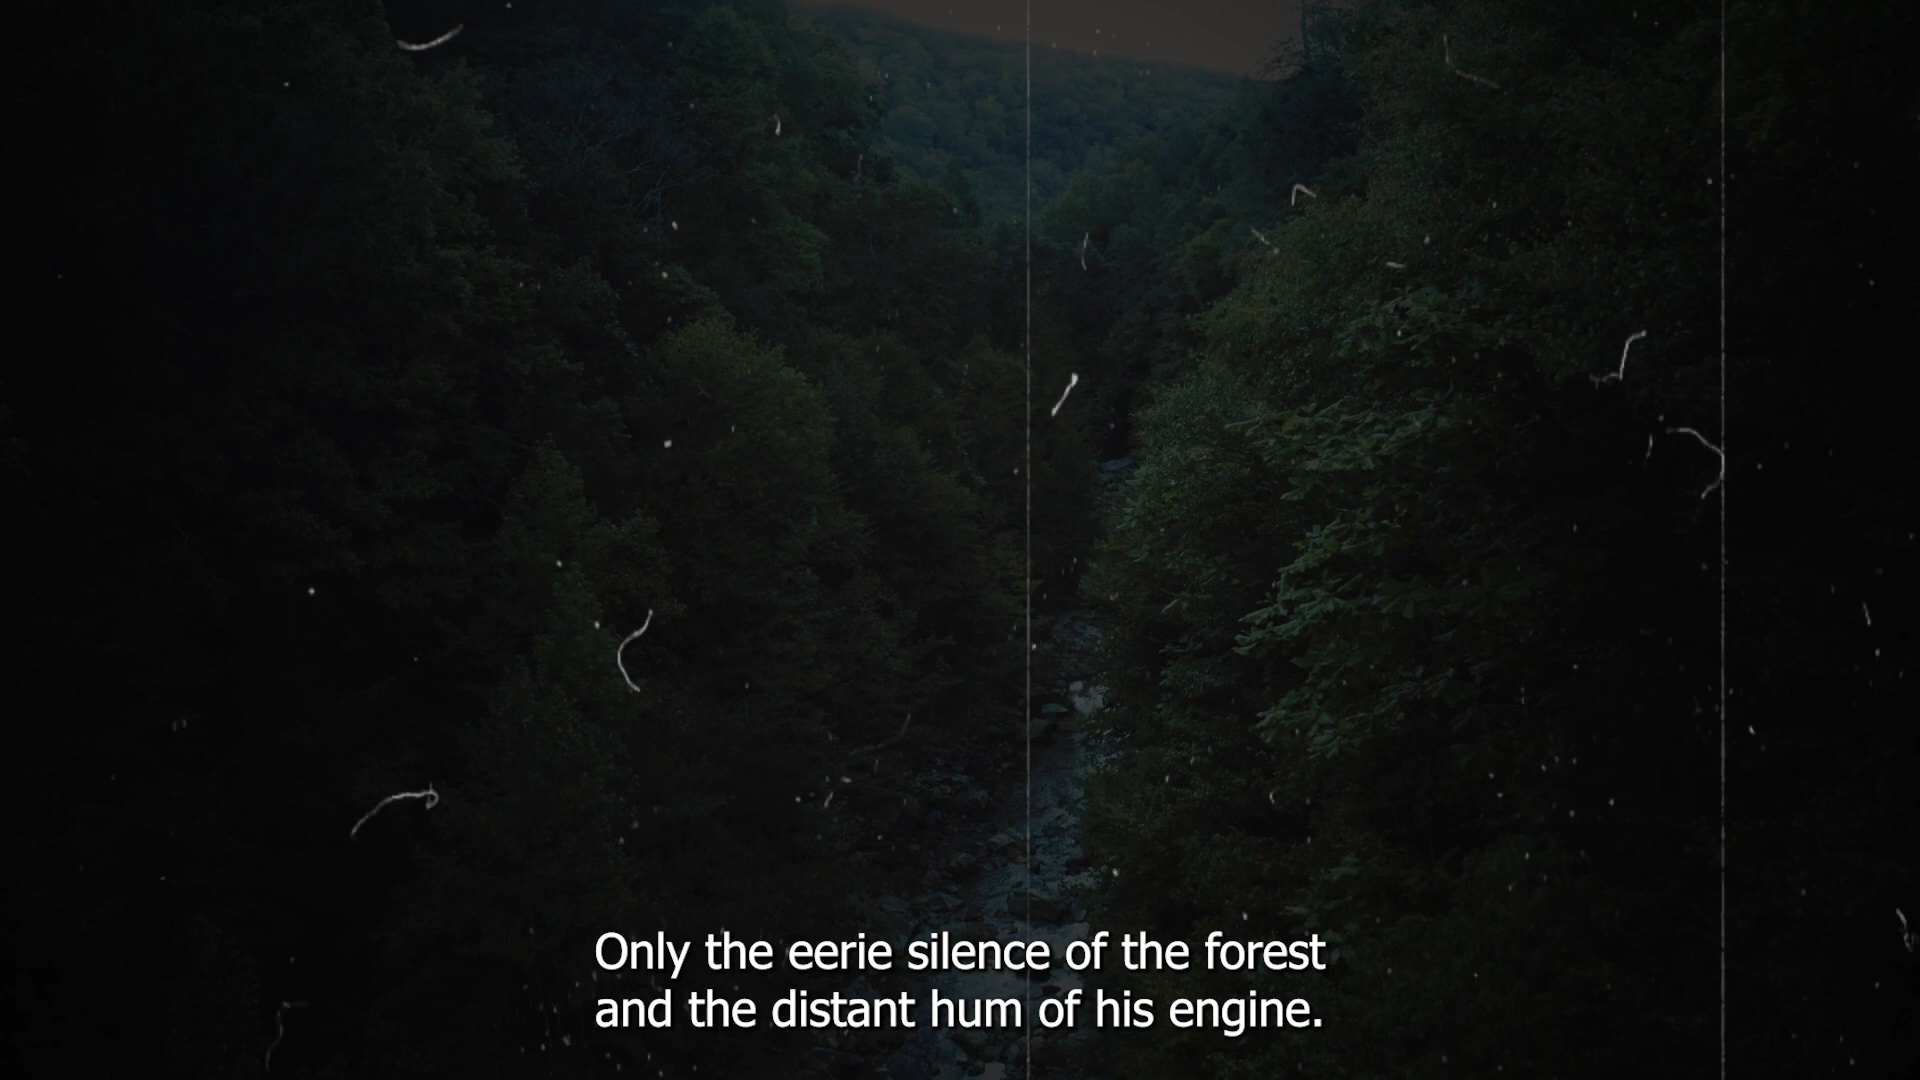 Only the eerie silence of the forest
and the distant hum of his engine.